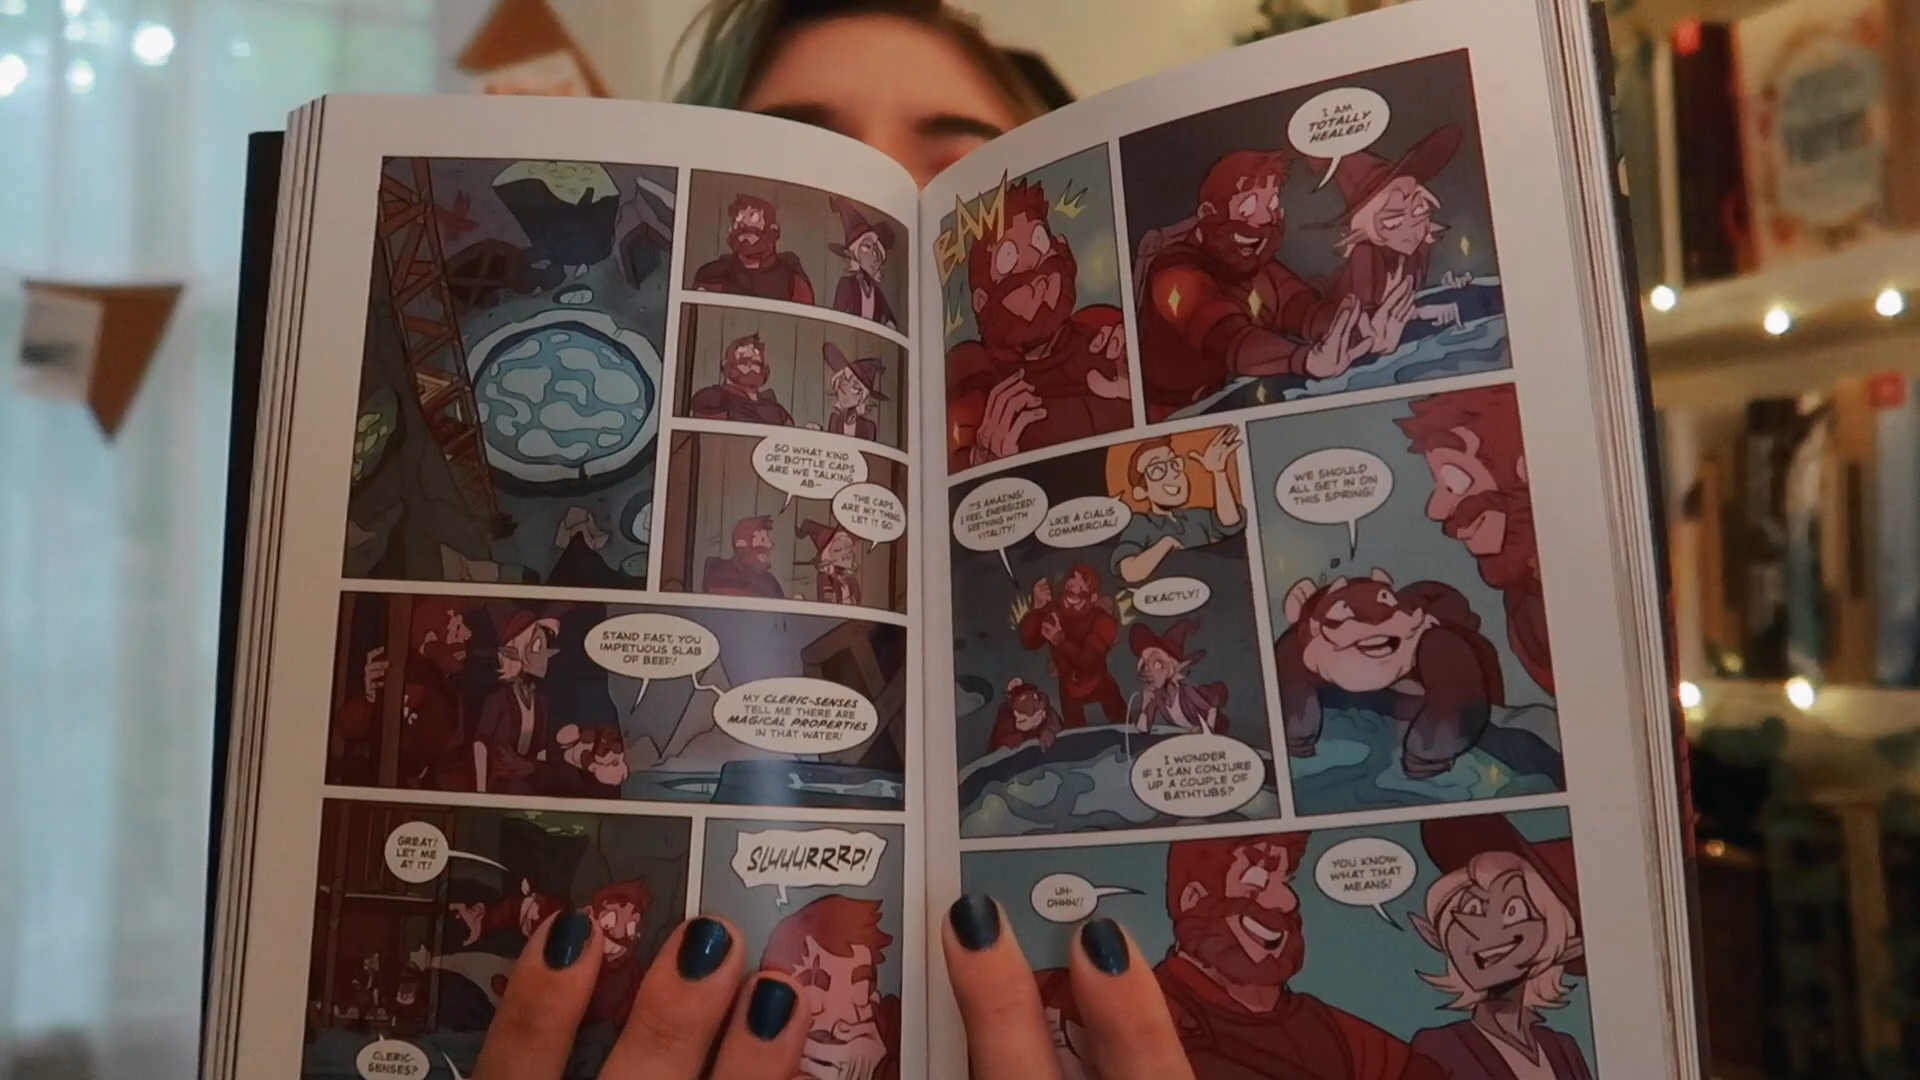 SO WHAT KIND
OF BOTTLE CAPS
ARE WE TALKING
AB—
THE CAPS
ARE MY THING.
LET IT GO.
STAND FAST, YOU
IMPETUOUS SLAB
OF BEEF!
MY CLERIC-SENSES
TELL ME THERE ARE
MAGICAL PROPERTIES
IN THAT WATER!
GREAT!
LET ME
AT IT!
SLUUURRRP!
CLERIC-
SENSES?
BAM
I AM
TOTALLY
HEALED!
IT'S AMAZING!
I FEEL ENERGIZED!
SEETHING WITH
VITALITY!
LIKE A CIALIS
COMMERCIAL!
EXACTLY!
I WONDER
IF I CAN CONJURE
UP A COUPLE OF
BATHTUBS?
WE SHOULD
ALL GET IN ON
THIS SPRING!
UH-
OHHH!!
YOU KNOW
WHAT THAT
MEANS!